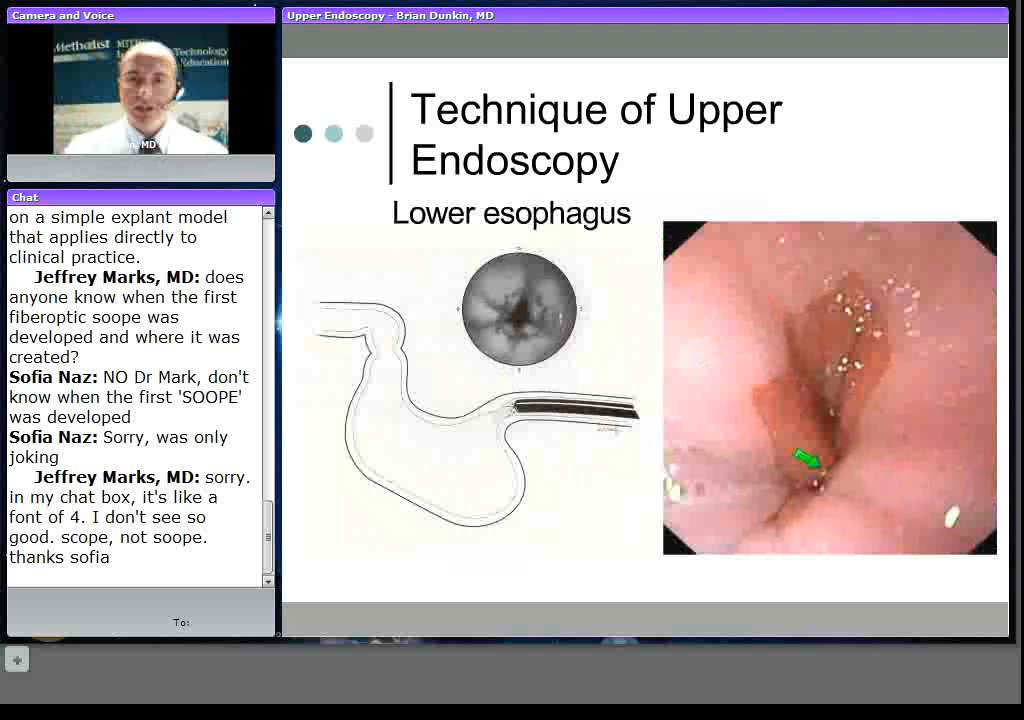 Camera and Voice
Methodist
Technology
Education
MD
Chat
on a simple explant model
that applies directly to
clinical practice.
Jeffrey Marks, MD: does
anyone know when the first
fiberoptic soope was
developed and where it was
created?
Sofia Naz: NO Dr Mark, don't
know when the first 'SOOPE'
was developed
Sofia Naz: Sorry, was only
joking
Jeffrey Marks, MD: sorry.
in my chat box, it's like a
font of 4. I don't see so
good. scope, not soope.
thanks sofia
To:
Upper Endoscopy - Brian Dunkin, MD
Technique of Upper
Endoscopy
Lower esophagus